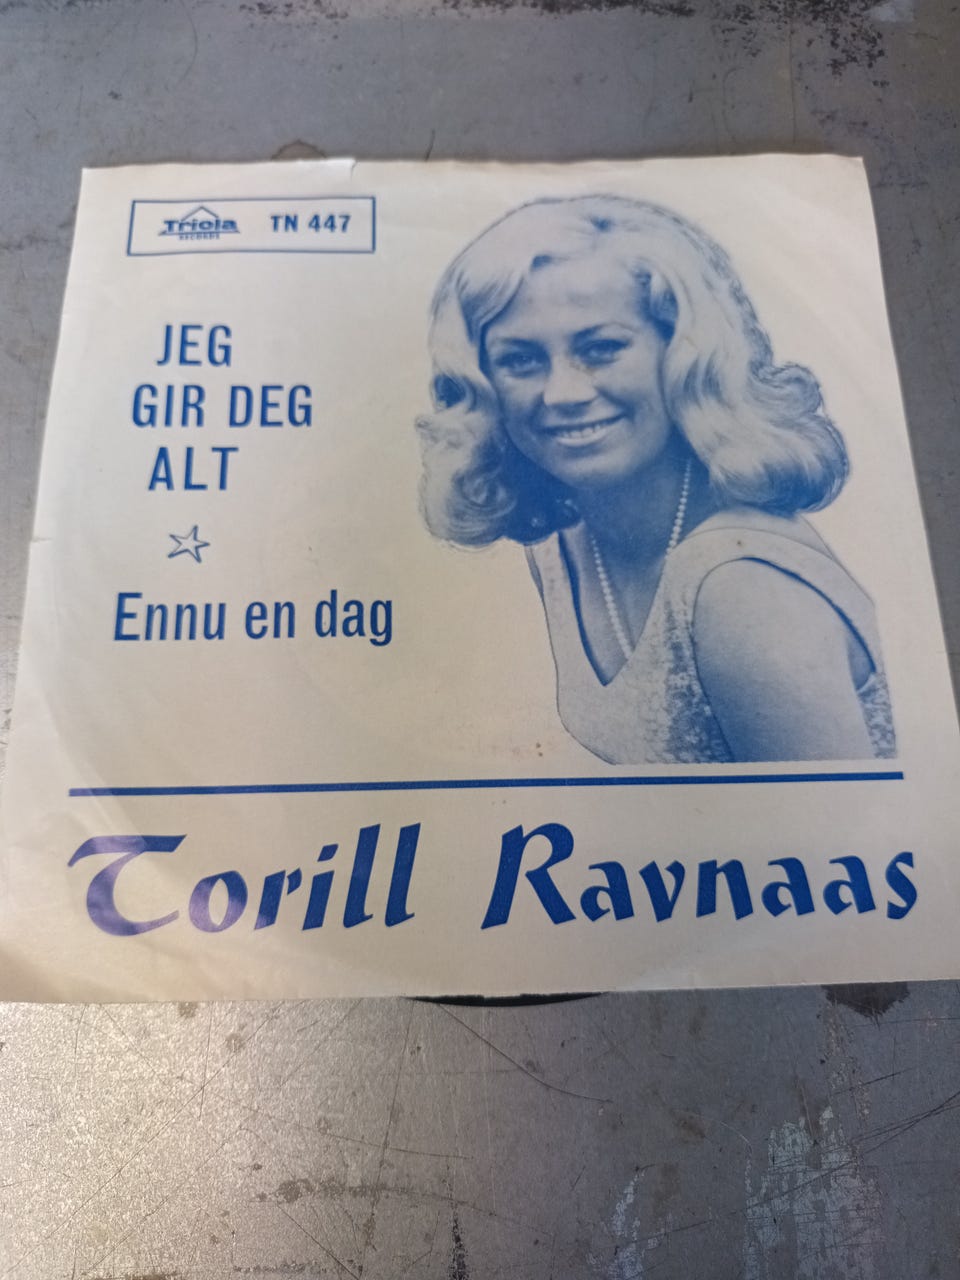 Triola TN 447
RECORDS
JEG
GIR DEG
ALT
Ennu en dag
Torill Ravnaas